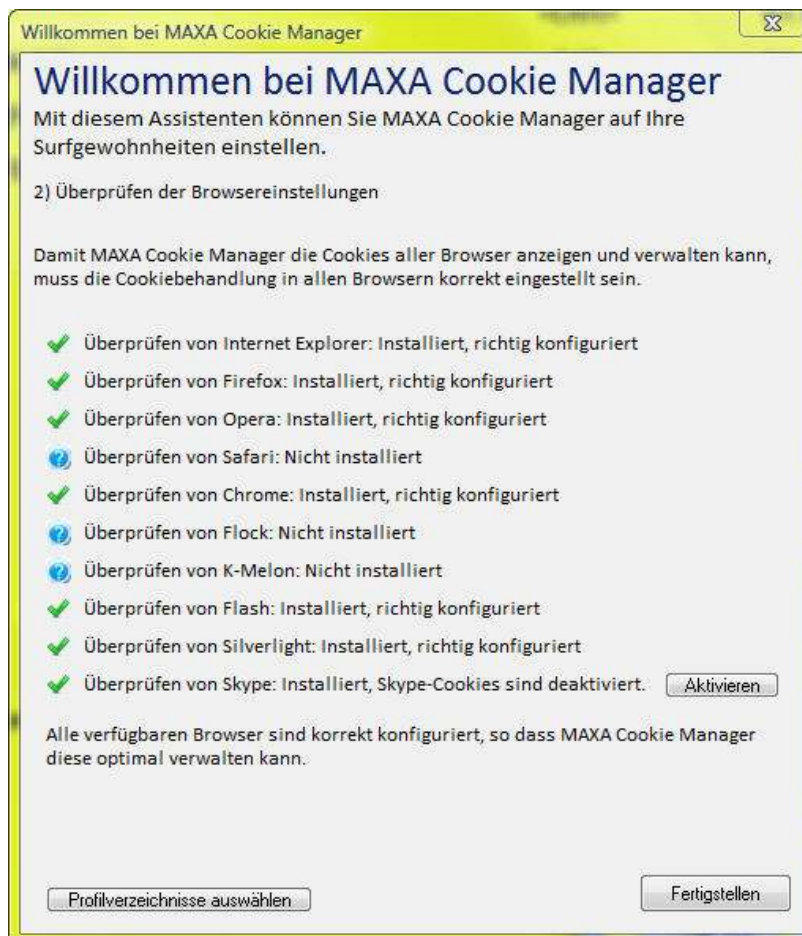 Willkommen bei MAXA Cookie Manager
Willkommen bei MAXA Cookie Manager
Mit diesem Assistenten können Sie MAXA Cookie Manager auf Ihre
Surfgewohnheiten einstellen.
2) Überprüfen der Browsereinstellungen
Damit MAXA Cookie Manager die Cookies aller Browser anzeigen und verwalten kann,
muss die Cookiebehandlung in allen Browsern korrekt eingestellt sein.
Überprüfen von Internet Explorer: Installiert, richtig konfiguriert
Überprüfen von Firefox: Installiert, richtig konfiguriert
Überprüfen von Opera: Installiert, richtig konfiguriert
Überprüfen von Safari: Nicht installiert
Überprüfen von Chrome: Installiert, richtig konfiguriert
Überprüfen von Flock: Nicht installiert
Überprüfen von K-Melon: Nicht installiert
Überprüfen von Flash: Installiert, richtig konfiguriert
Überprüfen von Silverlight: Installiert, richtig konfiguriert
Überprüfen von Skype: Installiert, Skype-Cookies sind deaktiviert. Aktivieren
Alle verfügbaren Browser sind korrekt konfiguriert, so dass MAXA Cookie Manager
diese optimal verwalten kann.
Profilverzeichnisse auswählen Fertigstellen